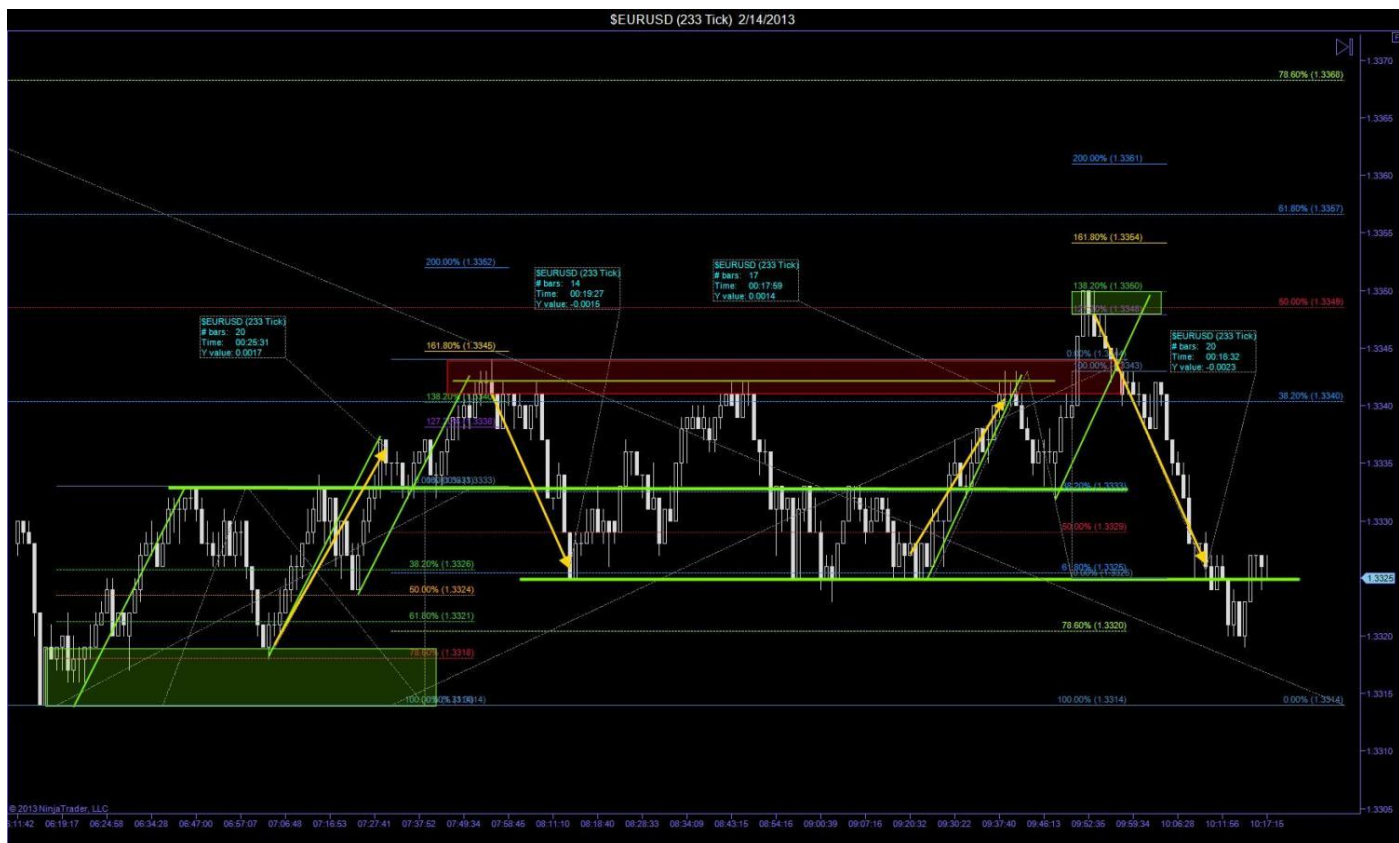 $EURUSD (233 Tick) 2/14/2013
F
1.3370
78.60% (1.3368)
1.3365
200.00% (1.3361)
1.3360
61.80% (1.3357)
1.3355
161.80% (1.3354)
200.00% (1.3352)
$EURUSD (233 Tick)
# bars: 14
Time: 00:19:27
Y value: -0.0015
$EURUSD (233 Tick)
# bars: 17
Time: 00:17:59
Y value: 0.0014
138.20% (1.3350)
1.3350
50.00% (1.3349)
$EURUSD (233 Tick)
# bars: 20
Time: 00:25:31
Y value: 0.0017
$EURUSD (233 Tick)
# bars: 20
Time: 00:16:32
Y value: -0.0023
161.80% (1.3345)
1.3345
38.20% (1.3340)
1.3340
1.3335
38.20% (1.3333)
1.3330
50.00% (1.3329)
38.20% (1.3326)
61.80% (1.3325)
1.3325
50.00% (1.3324)
61.80% (1.3321)
78.60% (1.3320)
1.3320
78.60% (1.3318)
1.3315
100.00% (1.3314)
0.00% (1.3314)
1.3310
1.3305
© 2013 NinjaTrader, LLC
6:11:42 06:19:17 06:24:58 06:34:28 06:47:00 06:57:07 07:06:48 07:16:53 07:27:41 07:37:52 07:49:34 07:58:45 08:11:10 08:18:40 08:28:33 08:34:09 08:43:15 08:54:16 09:00:39 09:07:16 09:20:32 09:30:22 09:37:40 09:46:13 09:52:35 09:59:34 10:06:28 10:11:56 10:17:15